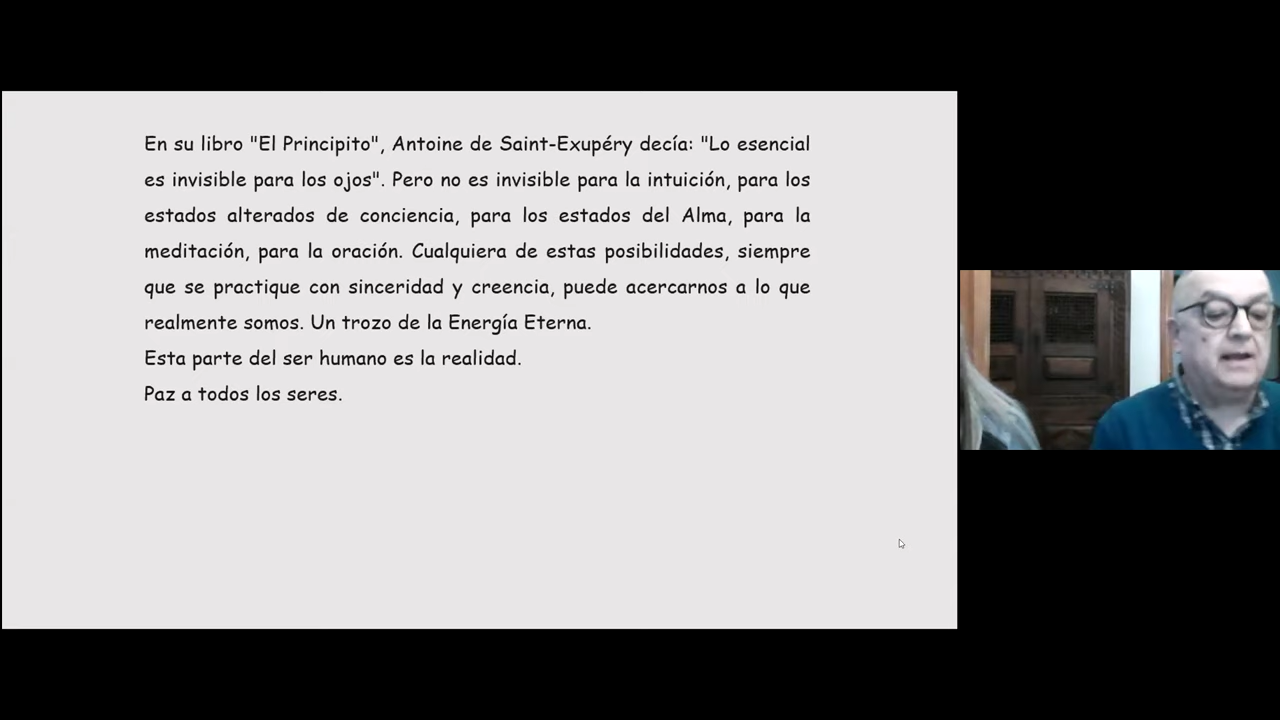 En su libro "El Principito", Antoine de Saint-Exupéry decía: "Lo esencial
es invisible para los ojos". Pero no es invisible para la intuición, para los
estados alterados de conciencia, para los estados del Alma, para la
meditación, para la oración. Cualquiera de estas posibilidades, siempre
que se practique con sinceridad y creencia, puede acercarnos a lo que
realmente somos. Un trozo de la Energía Eterna.
Esta parte del ser humano es la realidad.
Paz a todos los seres.